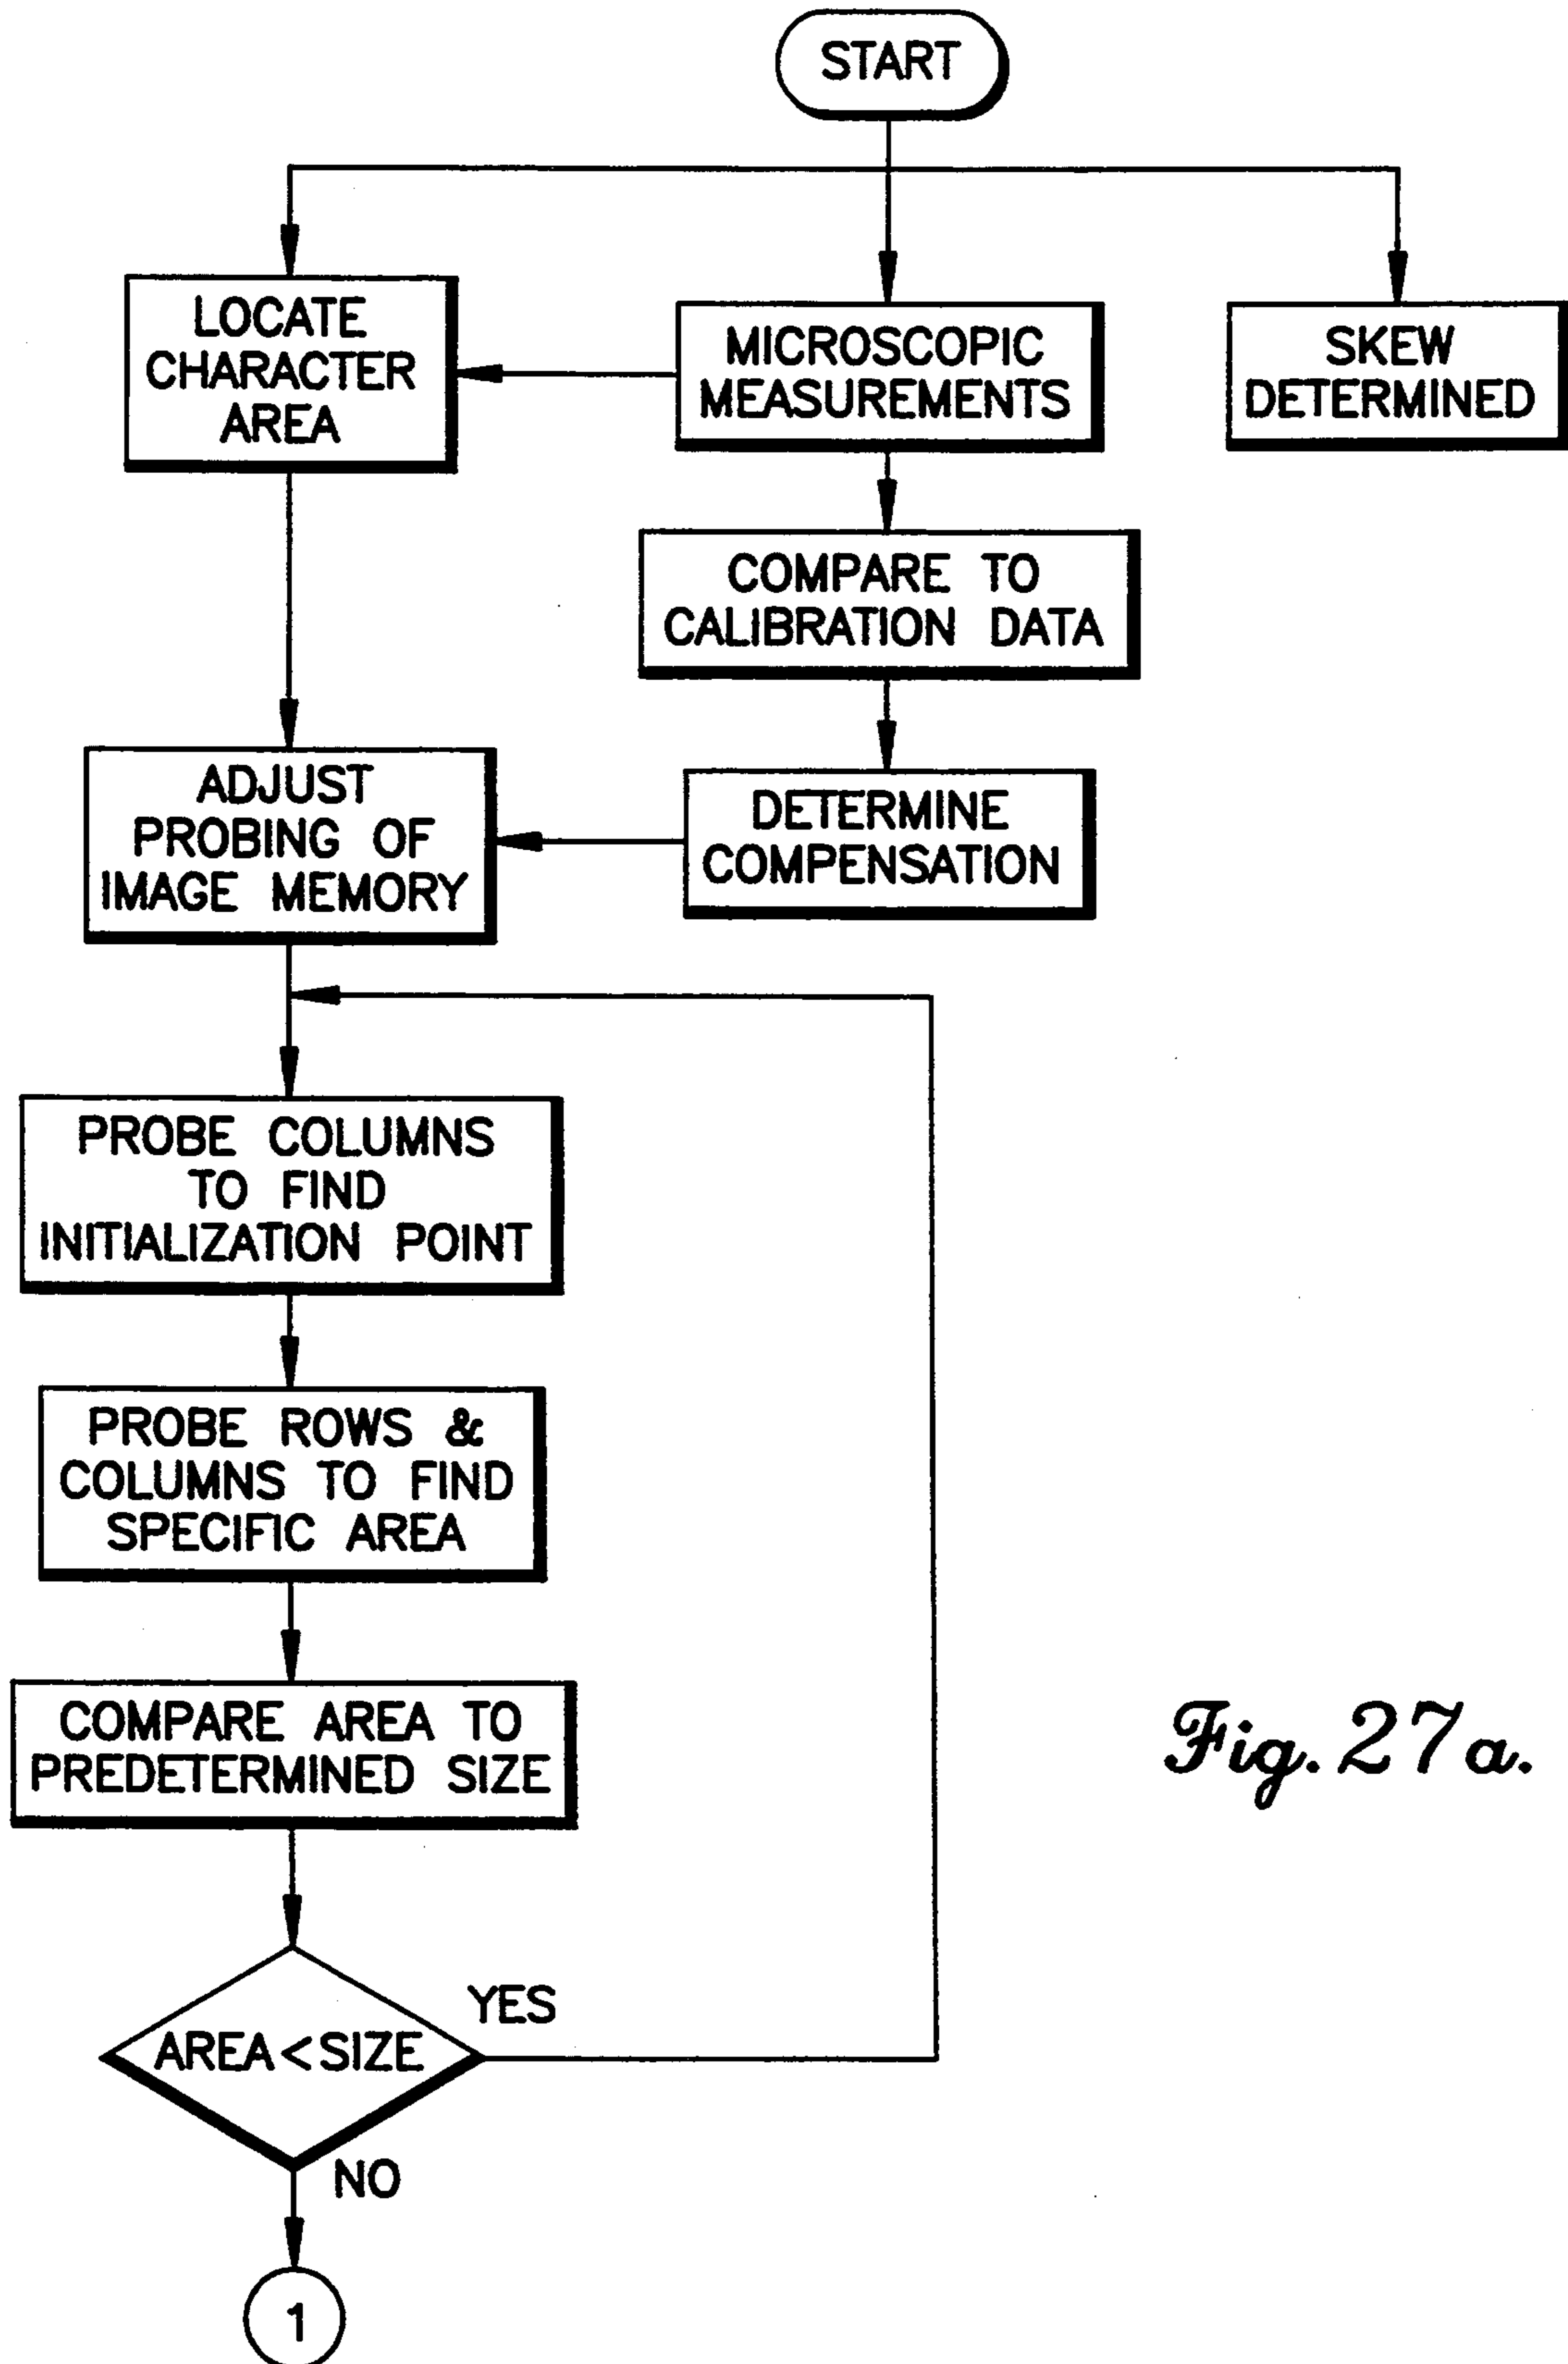 START
LOCATE
CHARACTER
AREA
MICROSCOPIC
MEASUREMENTS
SKEW
DETERMINED
COMPARE TO
CALIBRATION DATA
ADJUST
PROBING OF
IMAGE MEMORY
DETERMINE
COMPENSATION
PROBE COLUMNS
TO FIND
INITIALIZATION POINT
PROBE ROWS &
COLUMNS TO FIND
SPECIFIC AREA
COMPARE AREA TO
PREDETERMINED SIZE
AREA<SIZE
YES
NO
1
Fig. 27a.